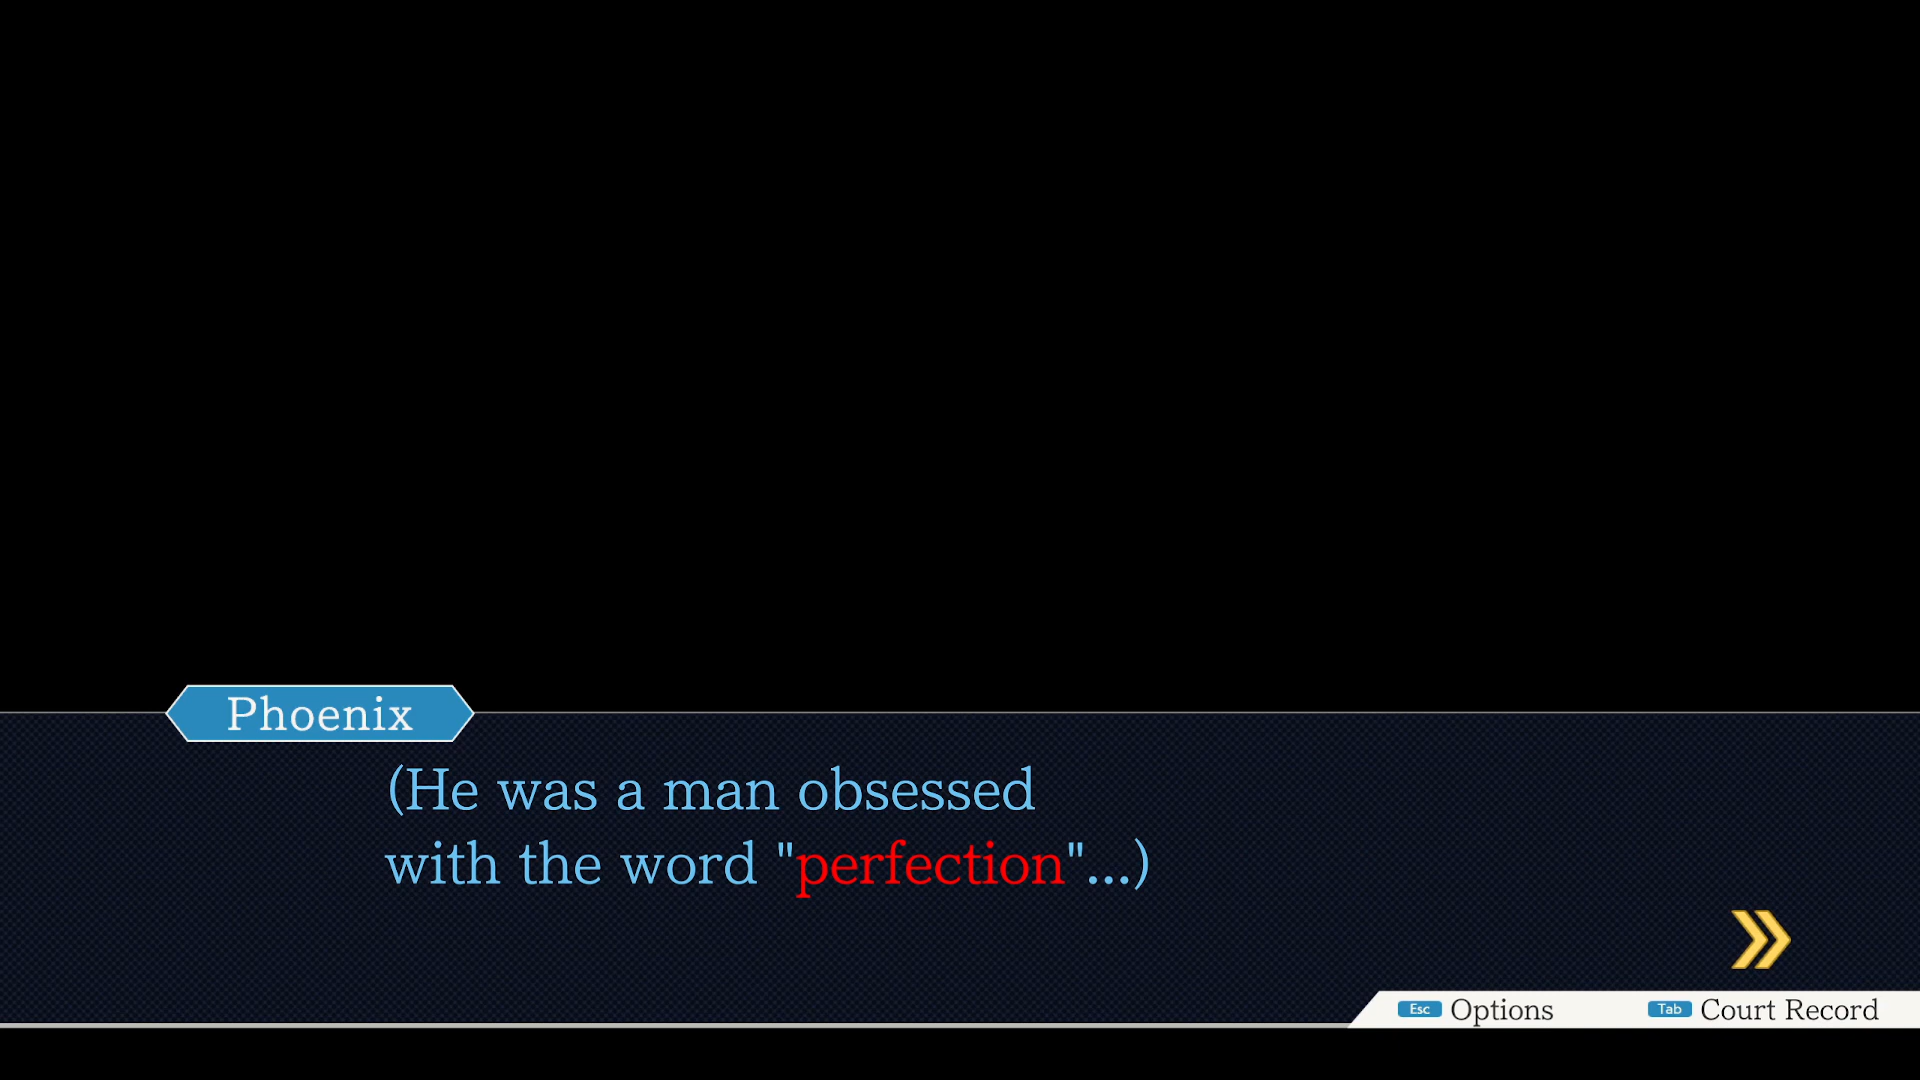 Phoenix
(He was a man obsessed
with the word "perfection"...)
Esc Options Tab Court Record